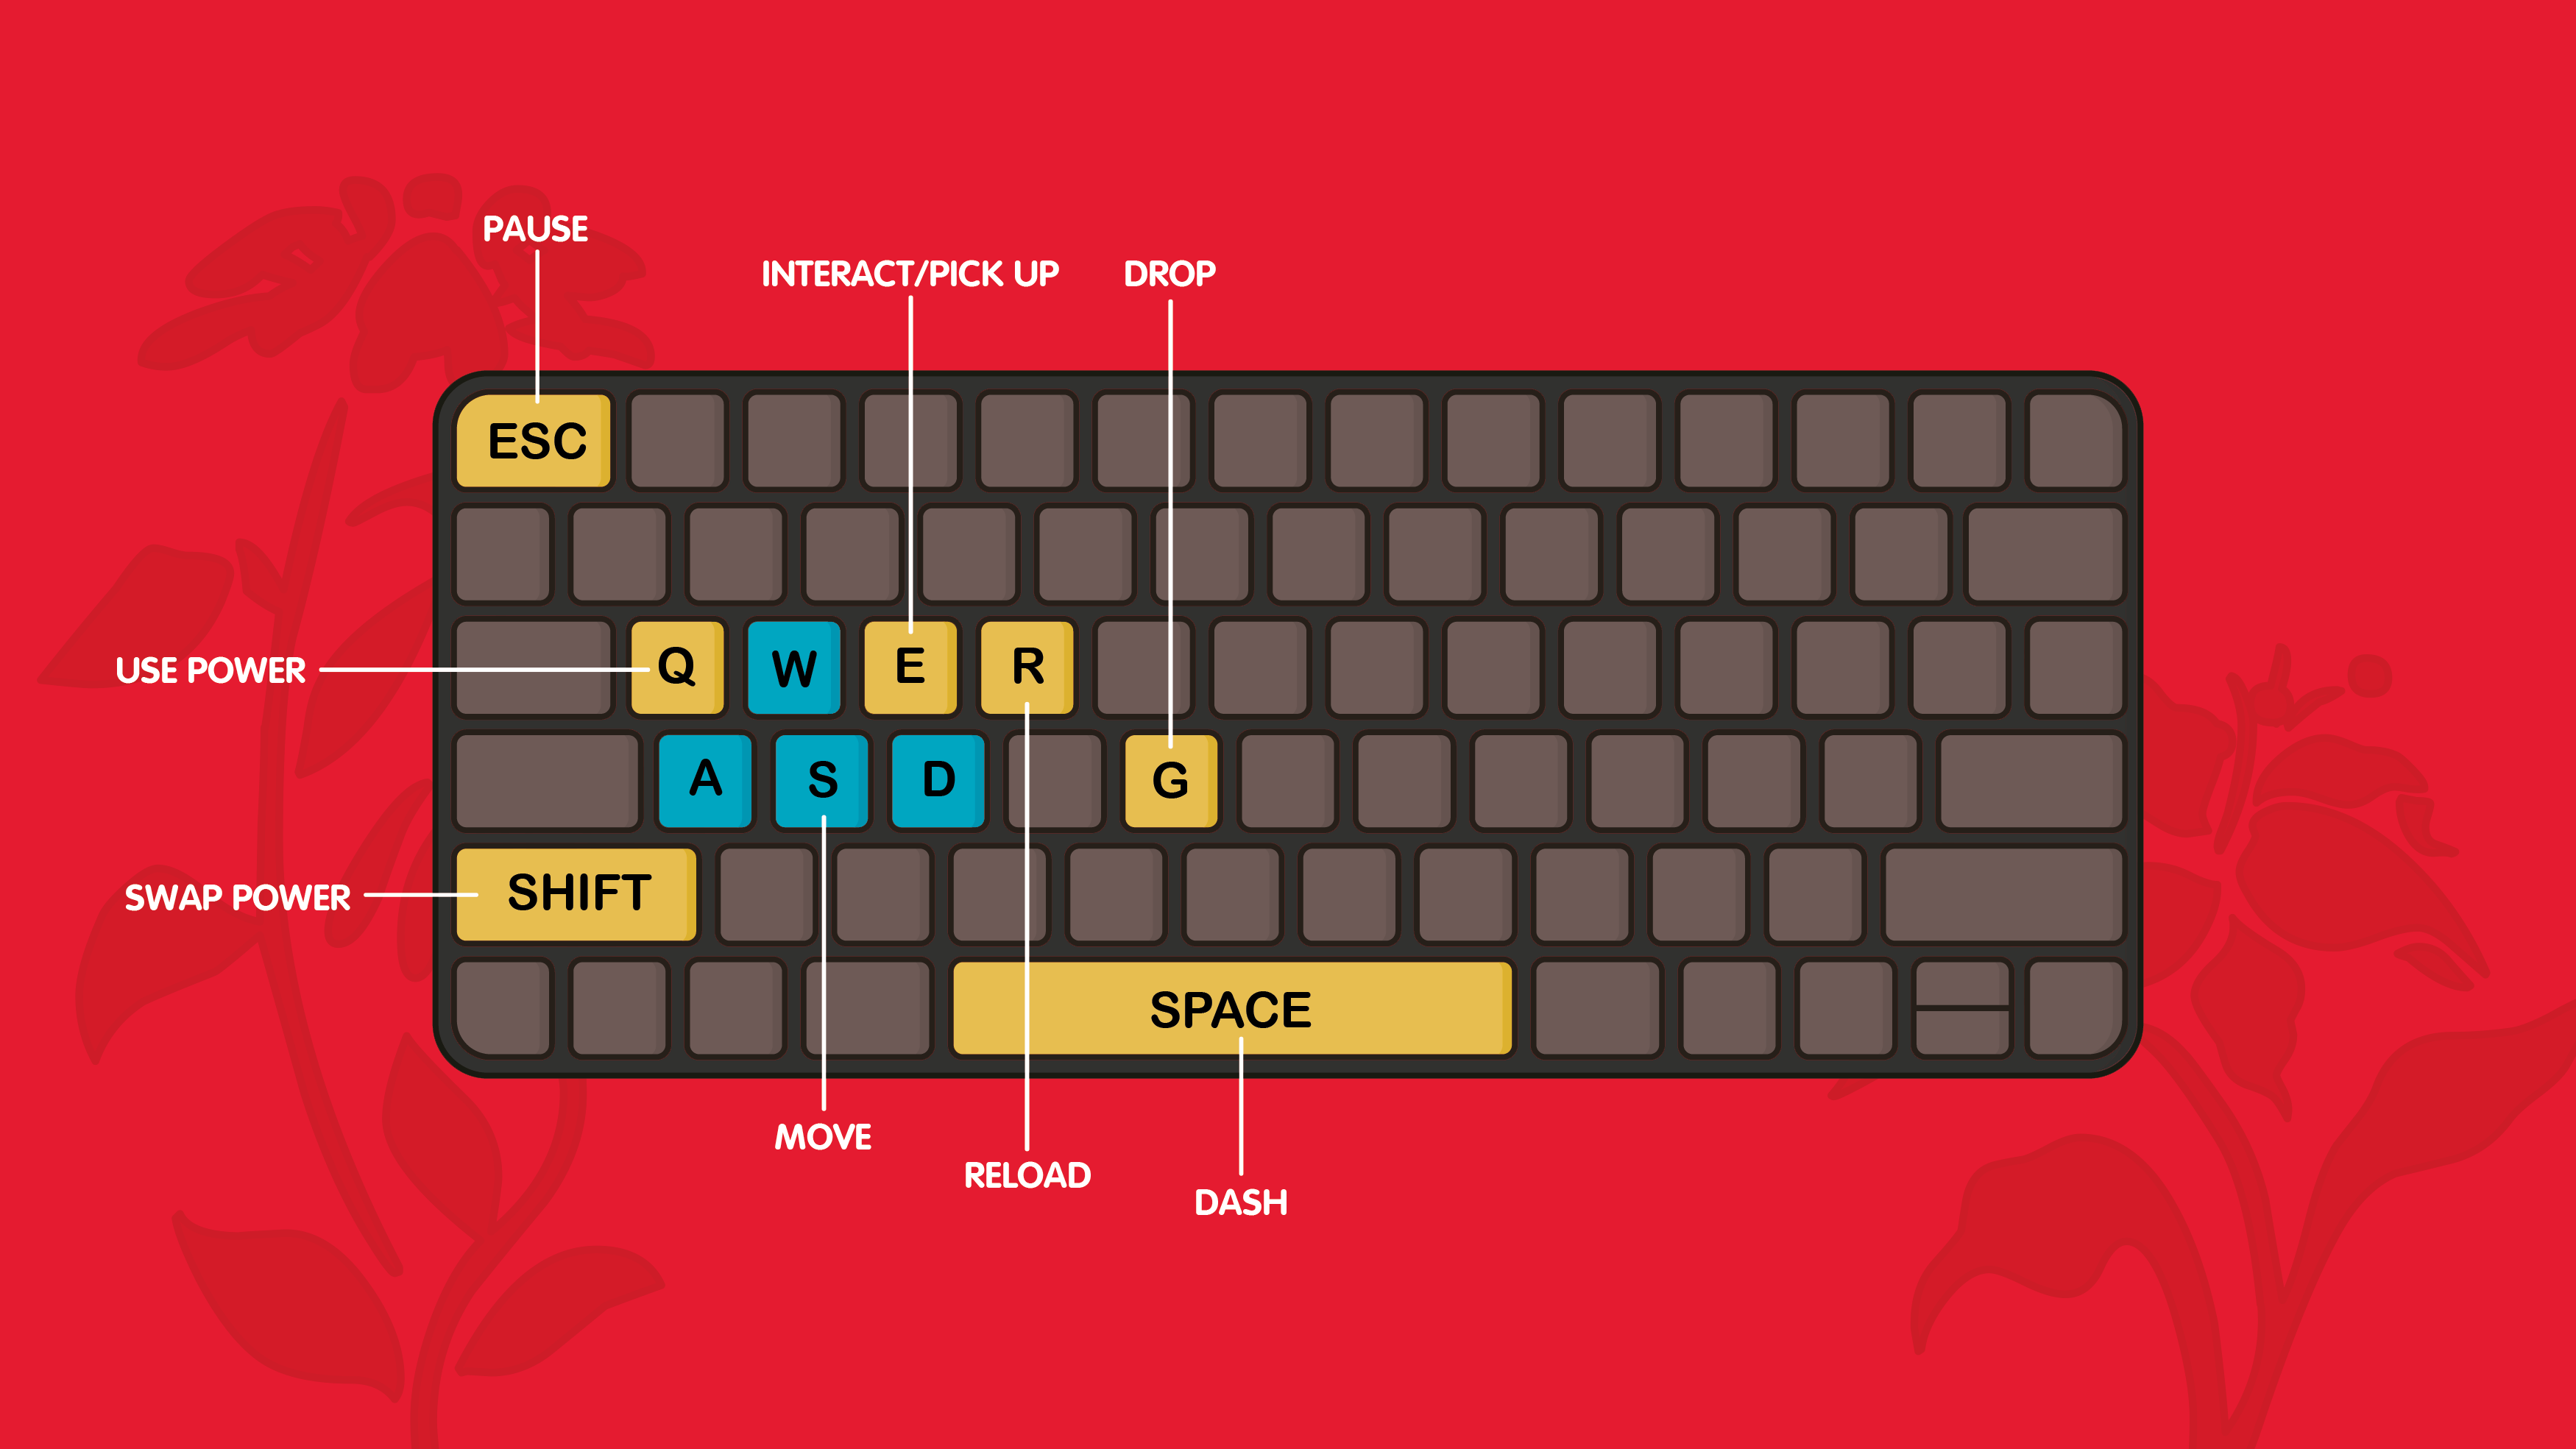 PAUSE
INTERACT/PICK UP
DROP
ESC
USE POWER
Q
W
E
R
A
S
D
G
SWAP POWER
SHIFT
SPACE
MOVE
RELOAD
DASH